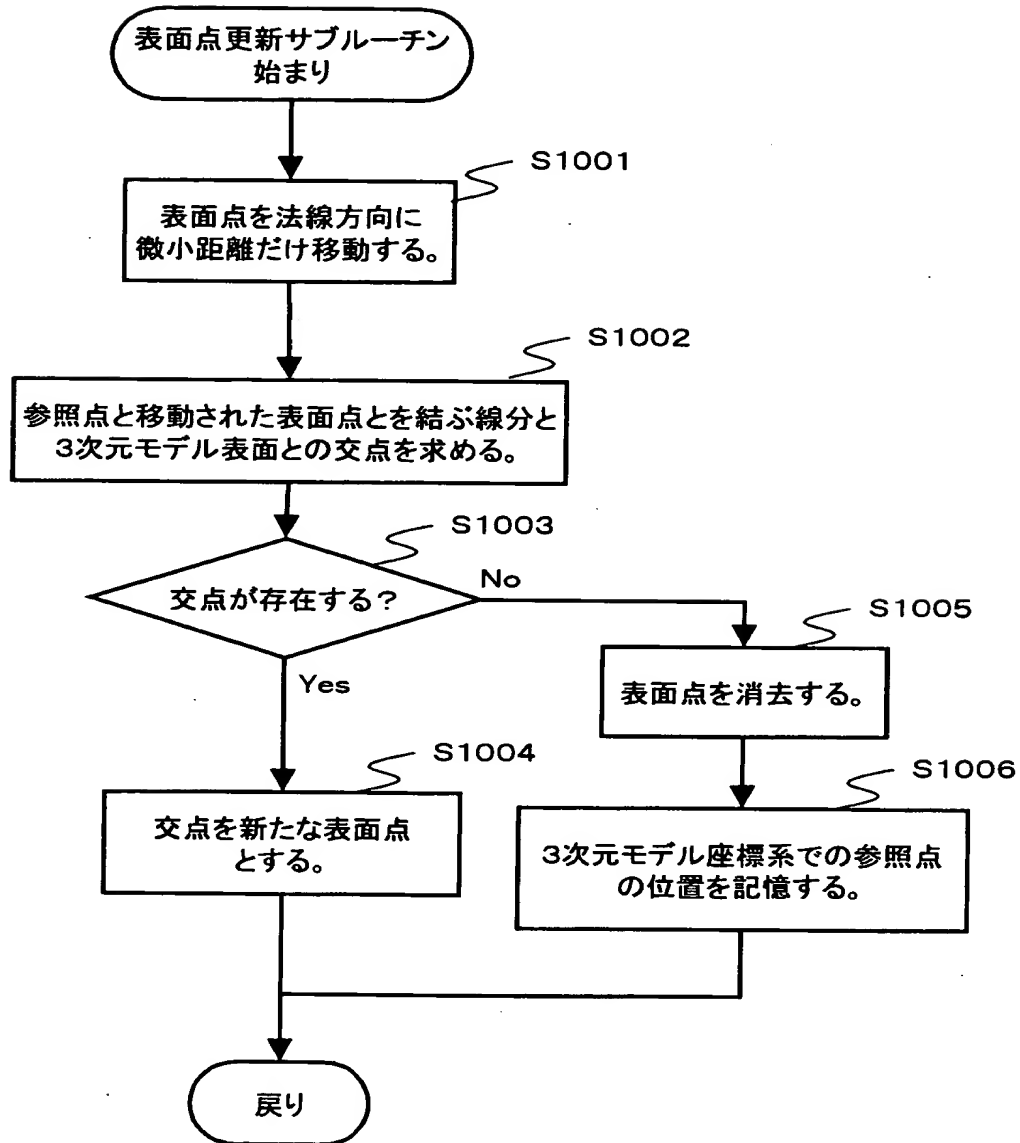 表面点更新サブルーチン
始まり
S1001
表面点を法線方向に
微小距離だけ移動する。
S1002
参照点と移動された表面点とを結ぶ線分と
3次元モデル表面との交点を求める。
S1003
交点が存在する?
No
Yes
S1005
表面点を消去する。
S1004
交点を新たな表面点
とする。
S1006
3次元モデル座標系での参照点
の位置を記憶する。
戻り